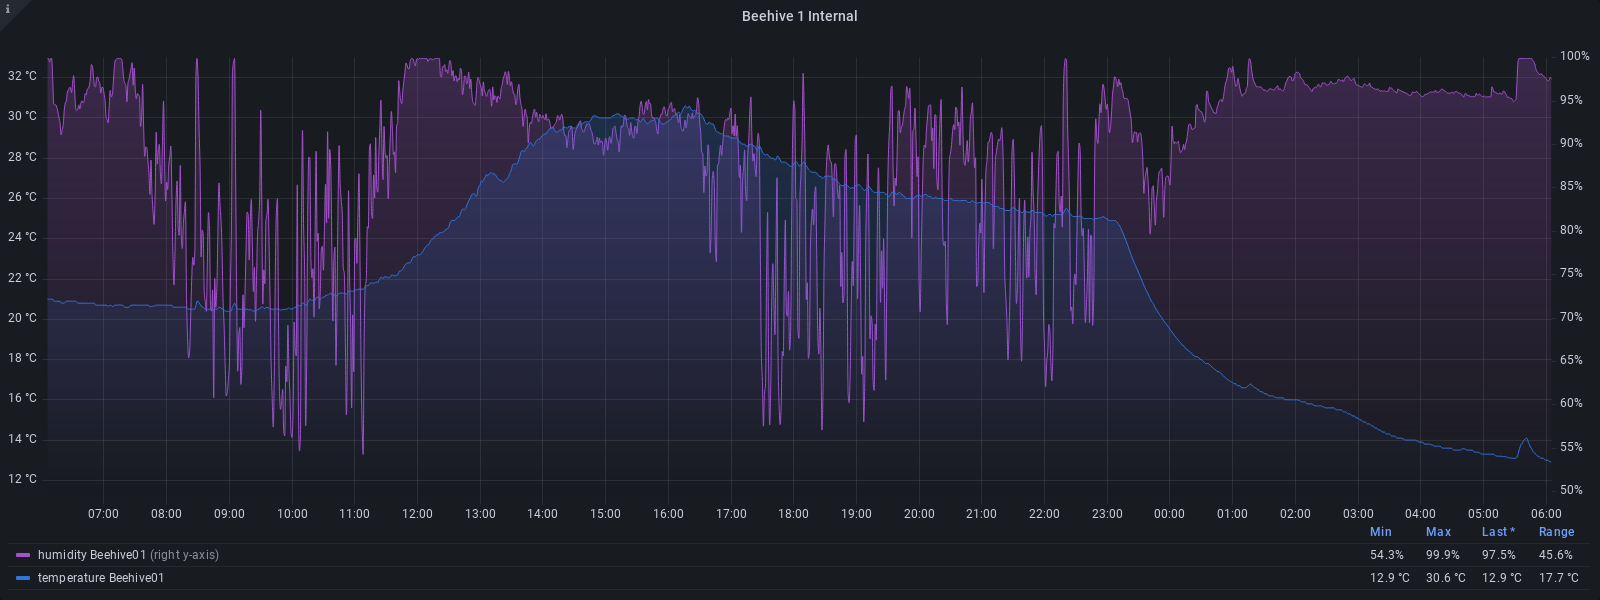 i
Beehive 1 Internal
32 °C
30 °C
28 °C
26 °C
24 °C
22 °C
20 °C
18 °C
16 °C
14 °C
12 °C
100%
95%
90%
85%
80%
75%
70%
65%
60%
55%
50%
07:00 08:00 09:00 10:00 11:00 12:00 13:00 14:00 15:00 16:00 17:00 18:00 19:00 20:00 21:00 22:00 23:00 00:00 01:00 02:00 03:00 04:00 05:00 06:00
Min Max Last * Range
humidity Beehive01 (right y-axis) 54.3% 99.9% 97.5% 45.6%
temperature Beehive01 12.9 °C 30.6 °C 12.9 °C 17.7 °C